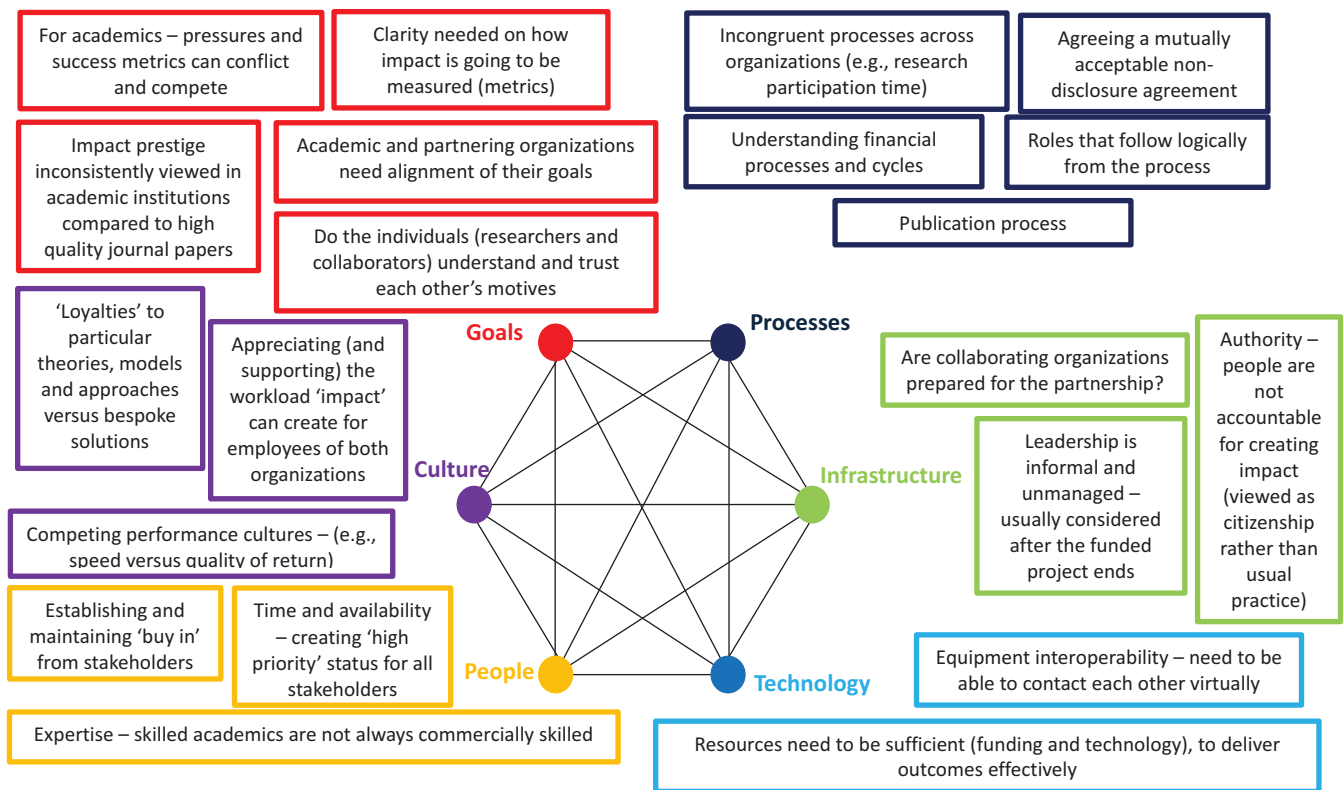 For academics – pressures and
success metrics can conflict
and compete
Clarity needed on how
impact is going to be
measured (metrics)
Incongruent processes across
organizations (e.g., research
participation time)
Agreeing a mutually
acceptable non-
disclosure agreement
Impact prestige
inconsistently viewed in
academic institutions
compared to high
quality journal papers
Academic and partnering organizations
need alignment of their goals
Understanding financial
processes and cycles
Roles that follow logically
from the process
Do the individuals (researchers and
collaborators) understand and trust
each other’s motives
Publication process
‘Loyalties’ to
particular theories, models
and approaches
versus bespoke
solutions
Appreciating (and
supporting) the
workload ‘impact’
can create for
employees of both
organizations
Goals
Processes
Are collaborating organizations
prepared for the partnership?
Authority –
people are
not
accountable
for creating
impact
(viewed as
citizenship
rather than
usual
practice)
Culture
Infrastructure
Leadership is
informal and
unmanaged –
usually considered
after the funded
project ends
Competing performance cultures – (e.g.,
speed versus quality of return)
Establishing and
maintaining ‘buy in’
from stakeholders
Time and availability
– creating ‘high
priority’ status for all
stakeholders
People
Technology
Equipment interoperability – need to be
able to contact each other virtually
Expertise – skilled academics are not always commercially skilled
Resources need to be sufficient (funding and technology), to deliver
outcomes effectively